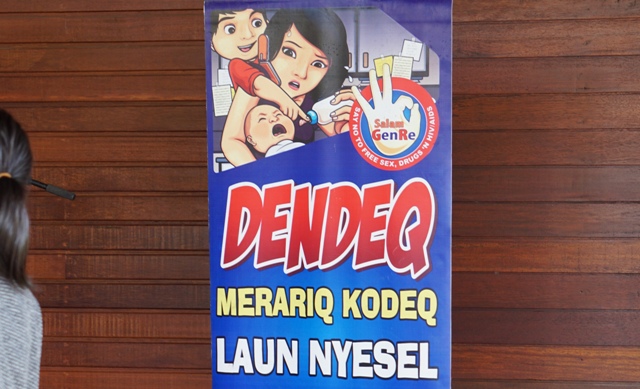 Salam
GenRe
SAY NO TO FREE SEX, DRUGS 'N HIV/AIDS
DENDEQ
MERARIQ KODEQ
LAUN NYESEL